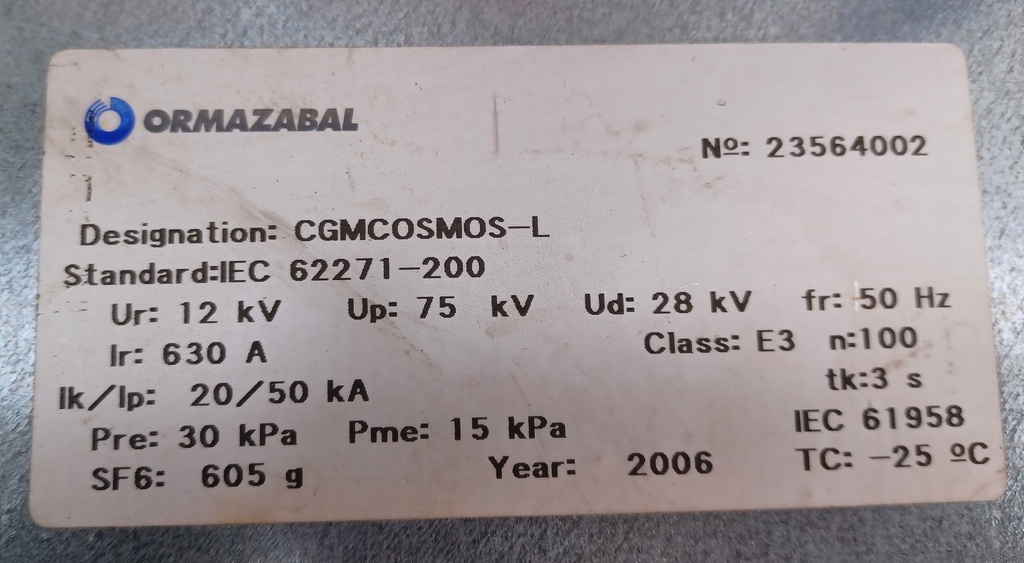 ORMAZABAL
Nº: 23564002
Designation: CGMCOSMOS-L
Standard:IEC 62271-200
Ur: 12 kV Up: 75 kV Ud: 28 kV fr: 50 Hz
Ir: 630 A Class: E3 n:100
Ik/Ip: 20/50 kA tk:3 s
Pre: 30 kPa Pme: 15 kPa IEC 61958
SF6: 605 g Year: 2006 TC: -25 ºC